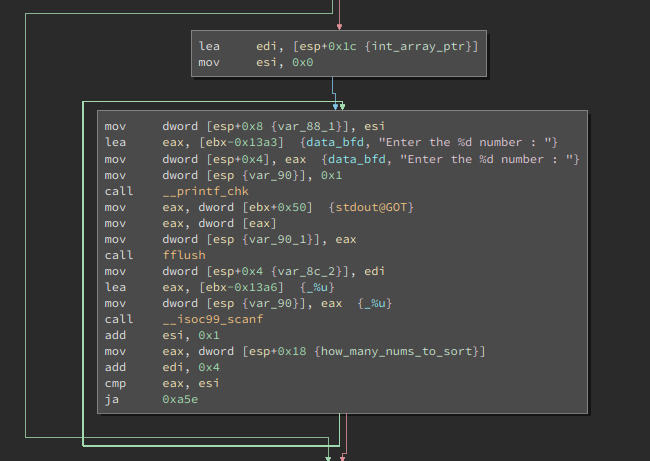 lea edi, [esp+0x1c {int_array_ptr}]
mov esi, 0x0
mov dword [esp+0x8 {var_88_1}], esi
lea eax, [ebx-0x13a3] {data_bfd, "Enter the %d number : "}
mov dword [esp+0x4], eax {data_bfd, "Enter the %d number : "}
mov dword [esp {var_90}], 0x1
call __printf_chk
mov eax, dword [ebx+0x50] {stdout@GOT}
mov eax, dword [eax]
mov dword [esp {var_90_1}], eax
call fflush
mov dword [esp+0x4 {var_8c_2}], edi
lea eax, [ebx-0x13a6] {_%u}
mov dword [esp {var_90}], eax {_%u}
call __isoc99_scanf
add esi, 0x1
mov eax, dword [esp+0x18 {how_many_nums_to_sort}]
add edi, 0x4
cmp eax, esi
ja 0xa5e